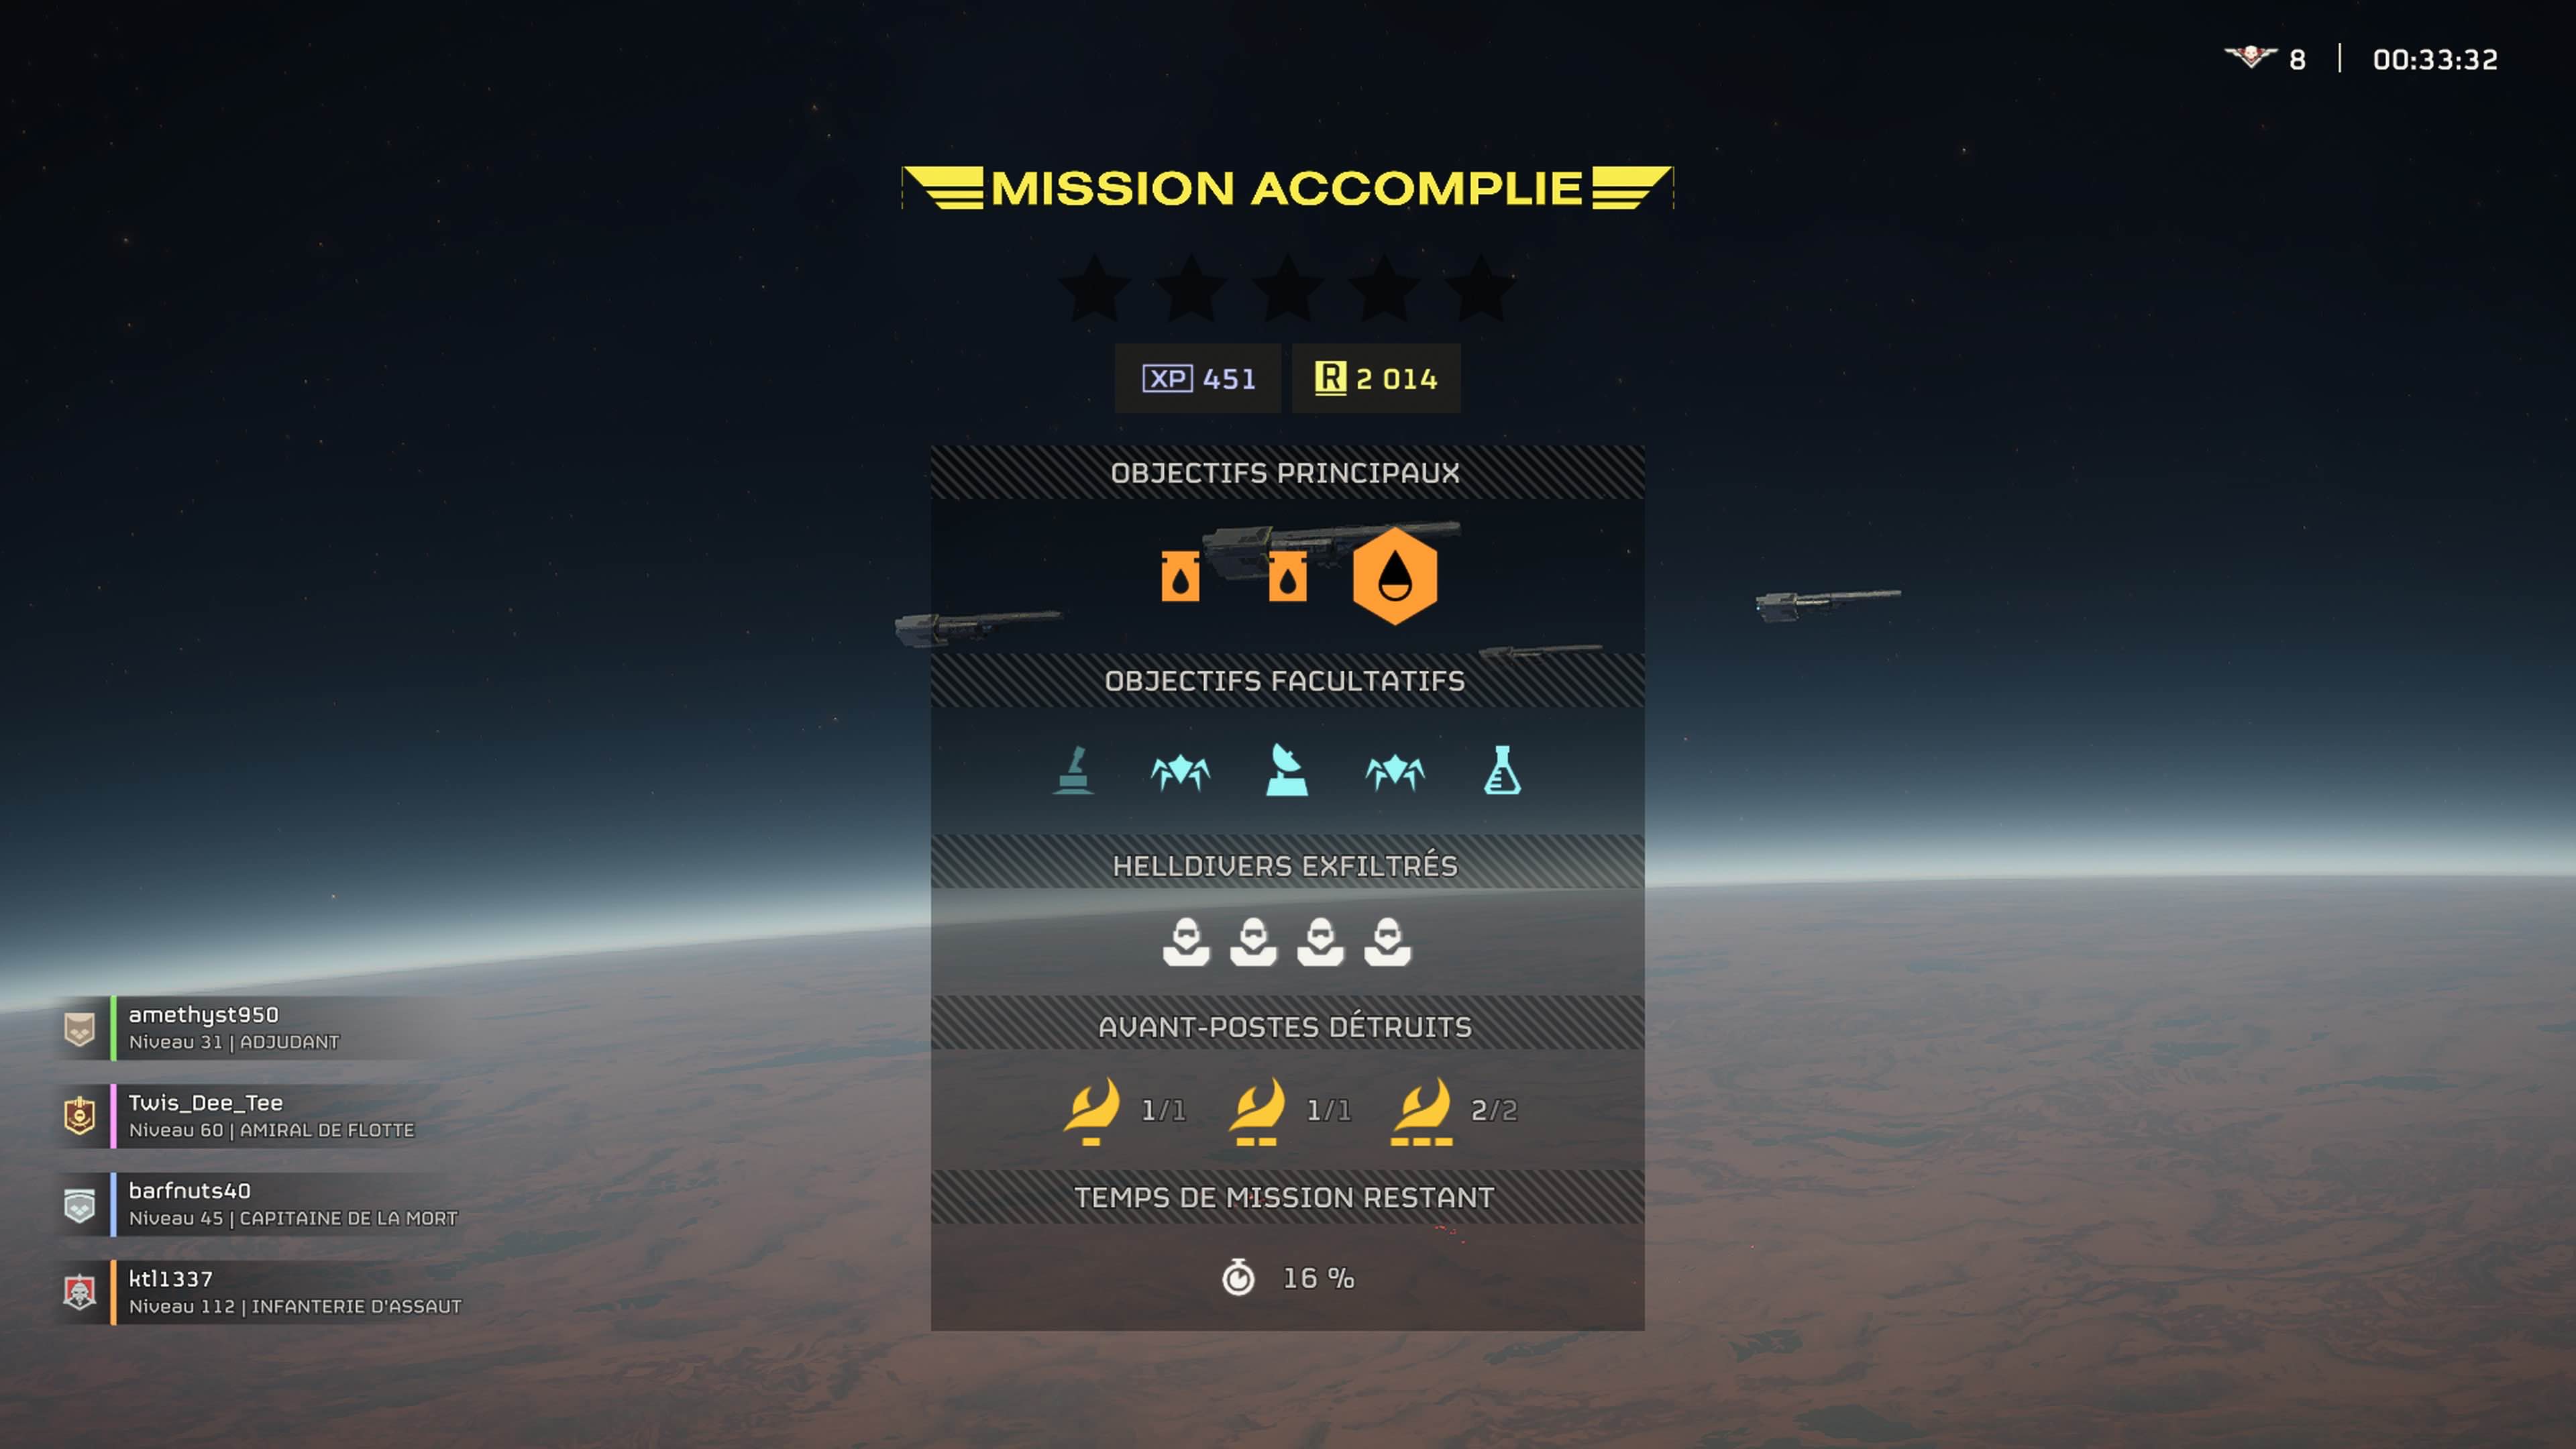 8 | 00:33:32
MISSION ACCOMPLIE
XP 451
R 2 014
OBJECTIFS PRINCIPAUX
OBJECTIFS FACULTATIFS
HELLDIVERS EXFILTRÉS
AVANT-POSTES DÉTRUITS
1/1 1/1 2/2
TEMPS DE MISSION RESTANT
16 %
amethyst950
Niveau 31 | ADJUDANT
Twis_Dee_Tee
Niveau 60 | AMIRAL DE FLOTTE
barfnuts40
Niveau 45 | CAPITAINE DE LA MORT
ktl1337
Niveau 112 | INFANTERIE D'ASSAUT